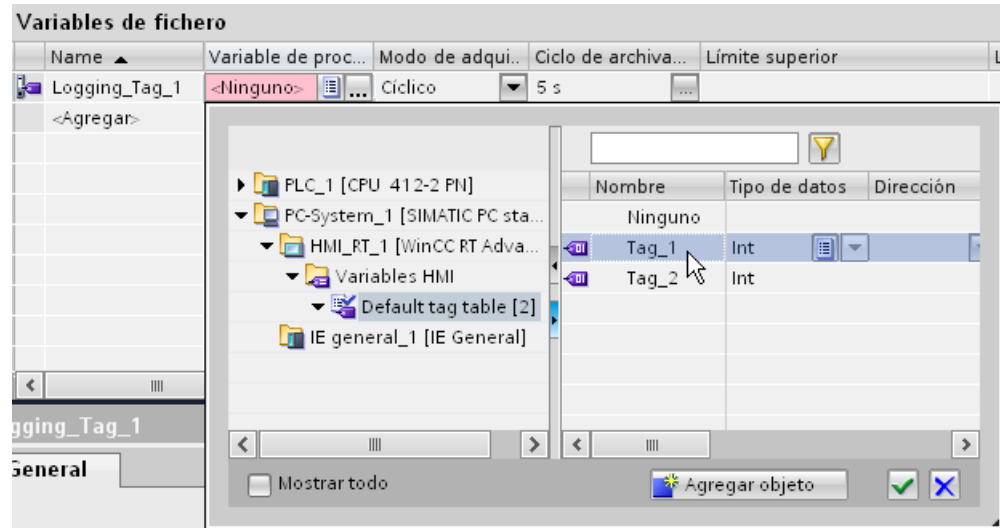 Variables de fichero
Name Variable de proc... Modo de adqui.. Ciclo de archiva... Límite superior L
Logging_Tag_1 <Ninguno> ... Cíclico 5 s ...
<Agregar>
PLC_1 [CPU 412-2 PN]
PC-System_1 [SIMATIC PC sta...
HMI_RT_1 [WinCC RT Adva...
Variables HMI
Default tag table [2]
IE general_1 [IE General]
Nombre Tipo de datos Dirección
Ninguno
Tag_1 Int
Tag_2 Int
gging_Tag_1
General
Mostrar todo
Agregar objeto